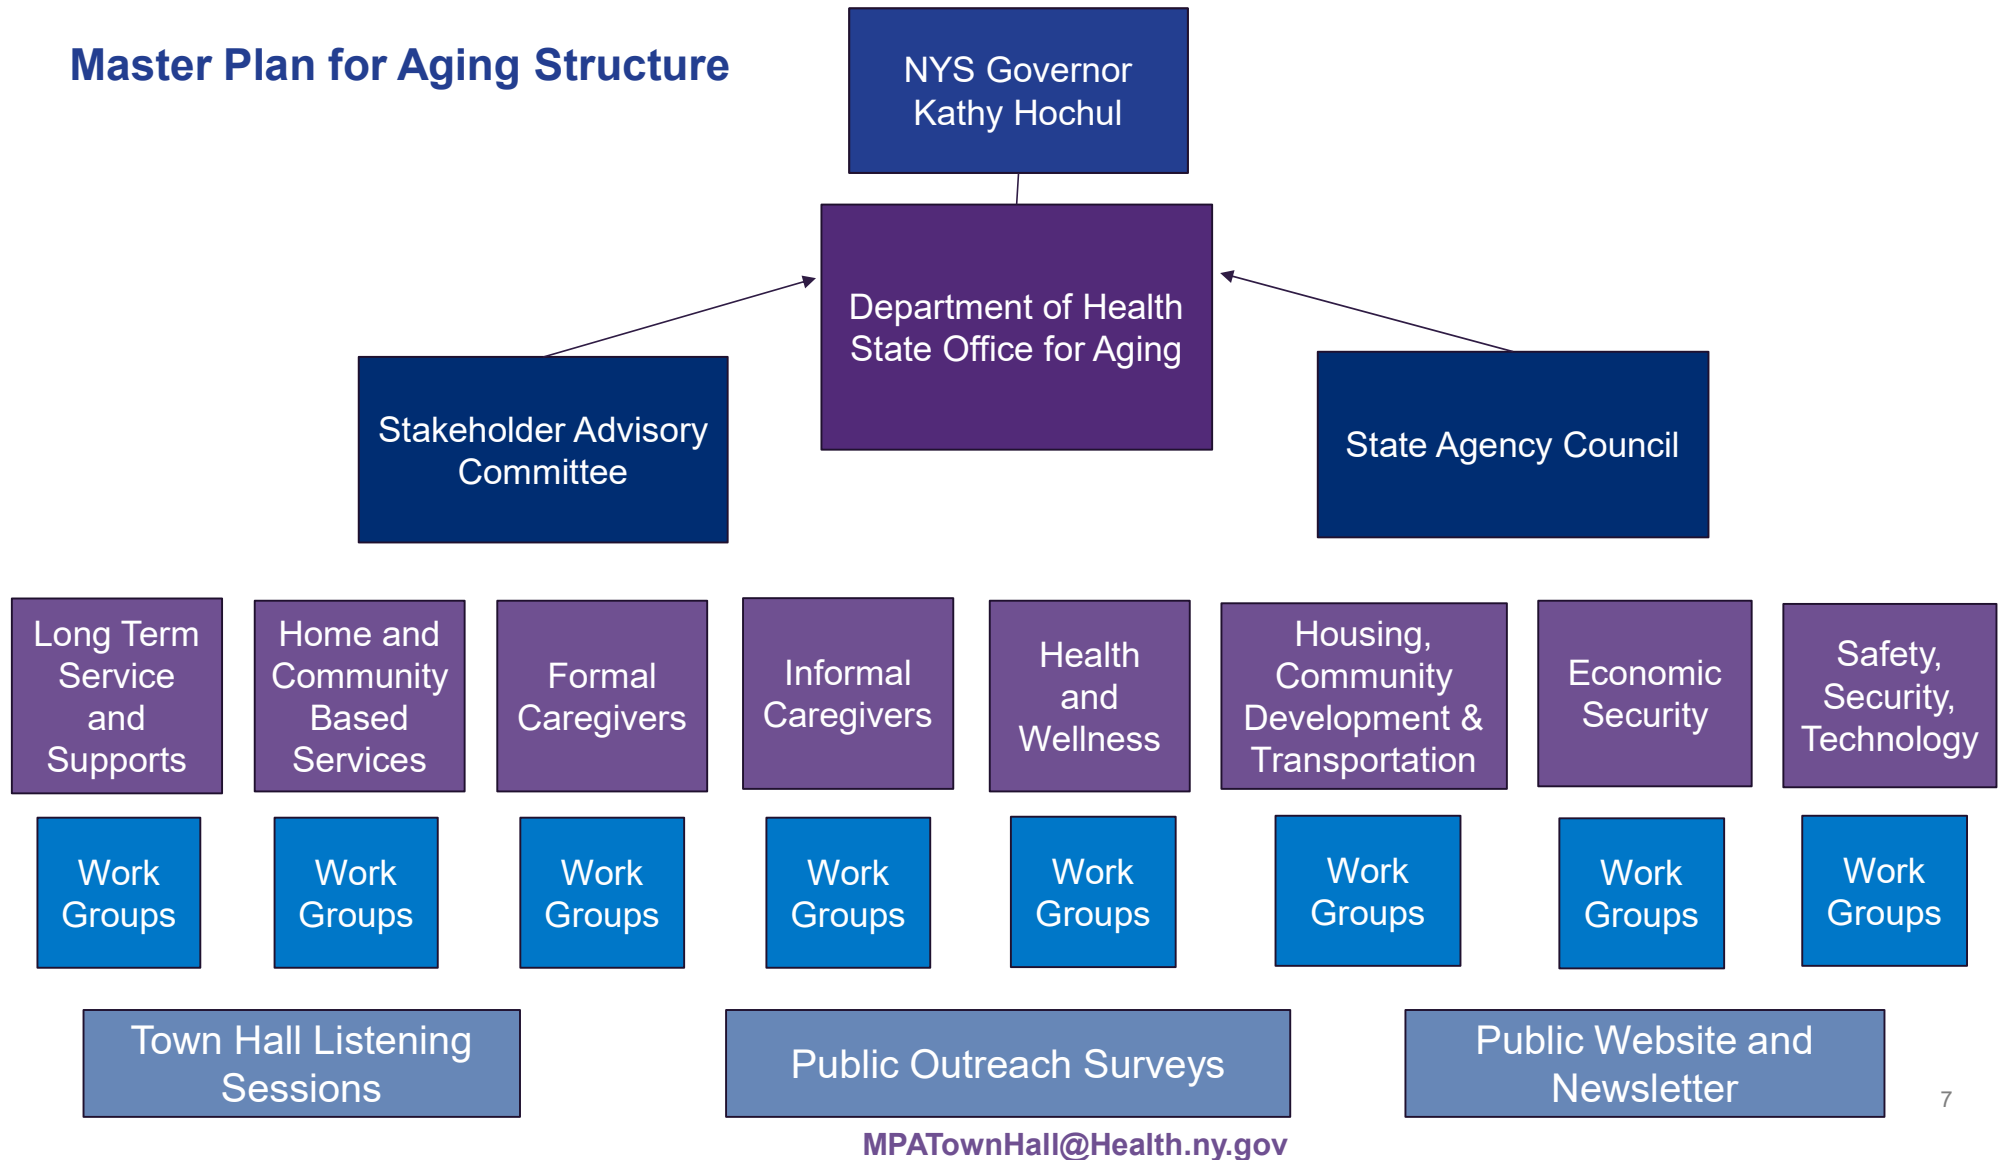 Master Plan for Aging Structure
NYS Governor
Kathy Hochul
Department of Health
State Office for Aging
Stakeholder Advisory
Committee
State Agency Council
Long Term
Service
and
Supports
Home and
Community
Based
Services
Formal
Caregivers
Informal
Caregivers
Health
and
Wellness
Housing,
Community
Development &
Transportation
Economic
Security
Safety,
Security,
Technology
Work
Groups
Work
Groups
Work
Groups
Work
Groups
Work
Groups
Work
Groups
Work
Groups
Work
Groups
Town Hall Listening
Sessions
Public Outreach Surveys
Public Website and
Newsletter
7
MPATownHall@Health.ny.gov